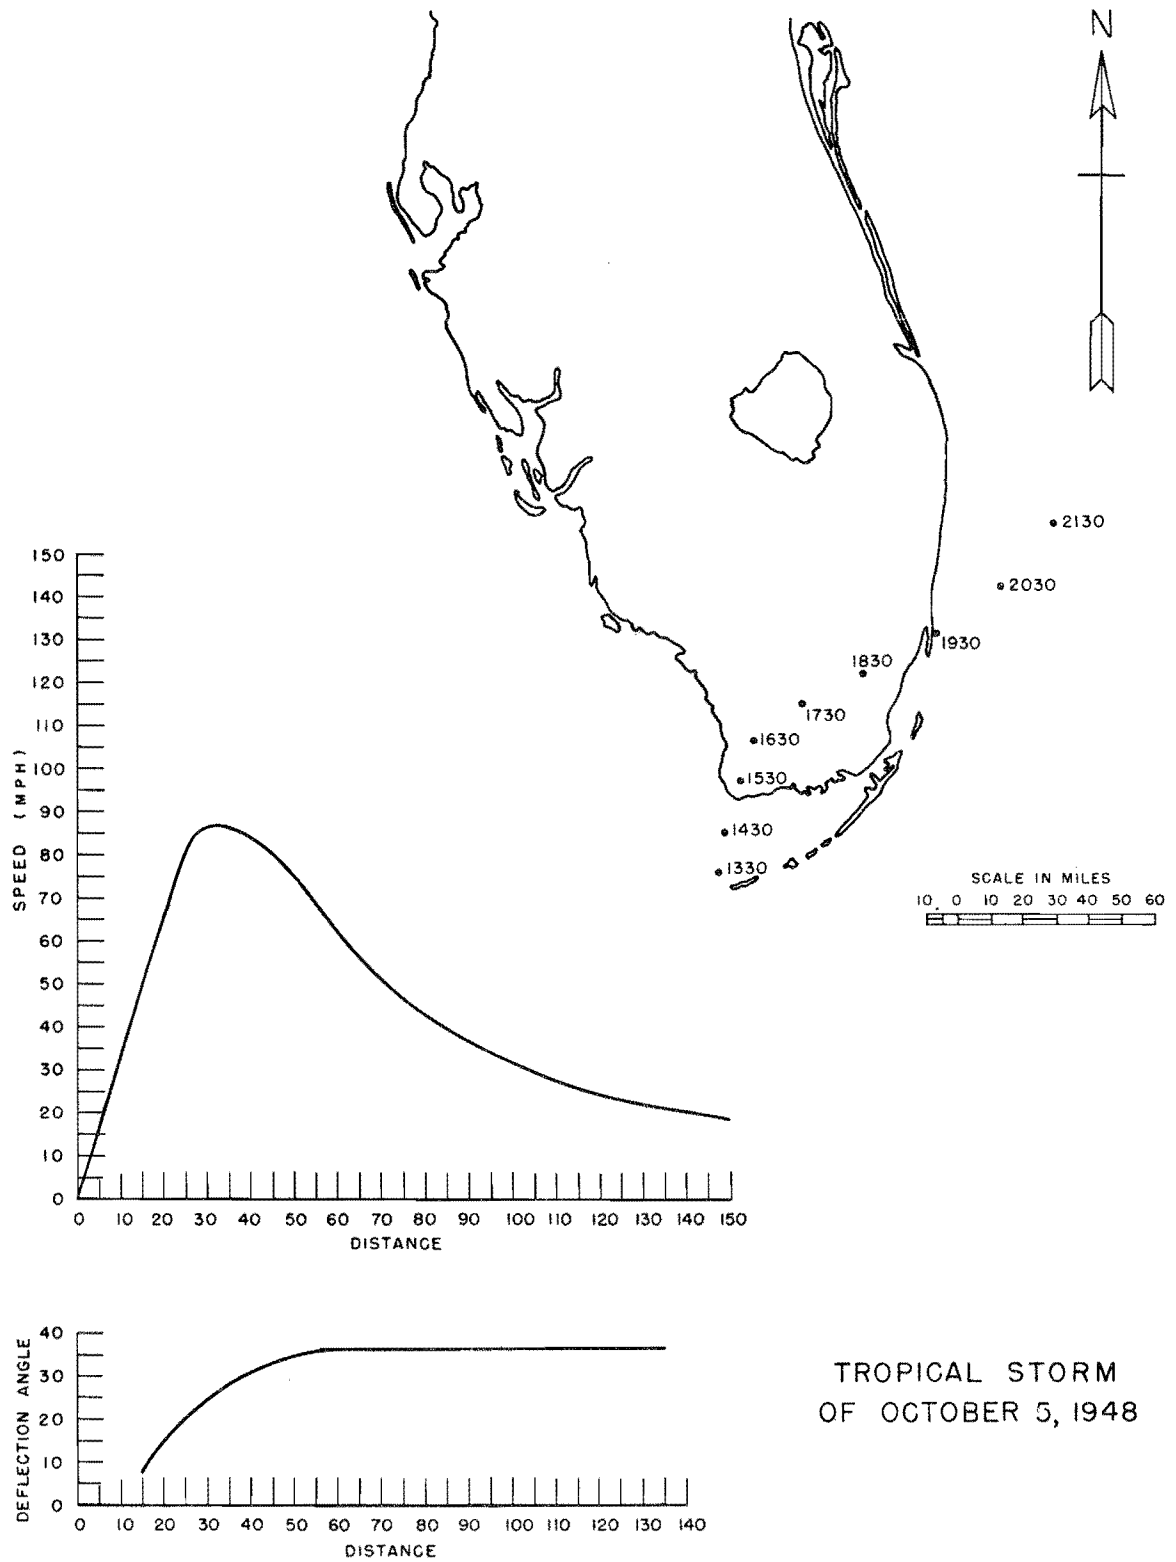 N
2130
2030
1930
1830
1730
1630
1530
1430
1330
SCALE IN MILES
10 0 10 20 30 40 50 60
SPEED (MPH)
150
140
130
120
110
100
90
80
70
60
50
40
30
20
10
0
0 10 20 30 40 50 60 70 80 90 100 110 120 130 140 150
DISTANCE
DEFLECTION ANGLE
40
30
20
10
0
0 10 20 30 40 50 60 70 80 90 100 110 120 130 140
DISTANCE
TROPICAL STORM
OF OCTOBER 5, 1948